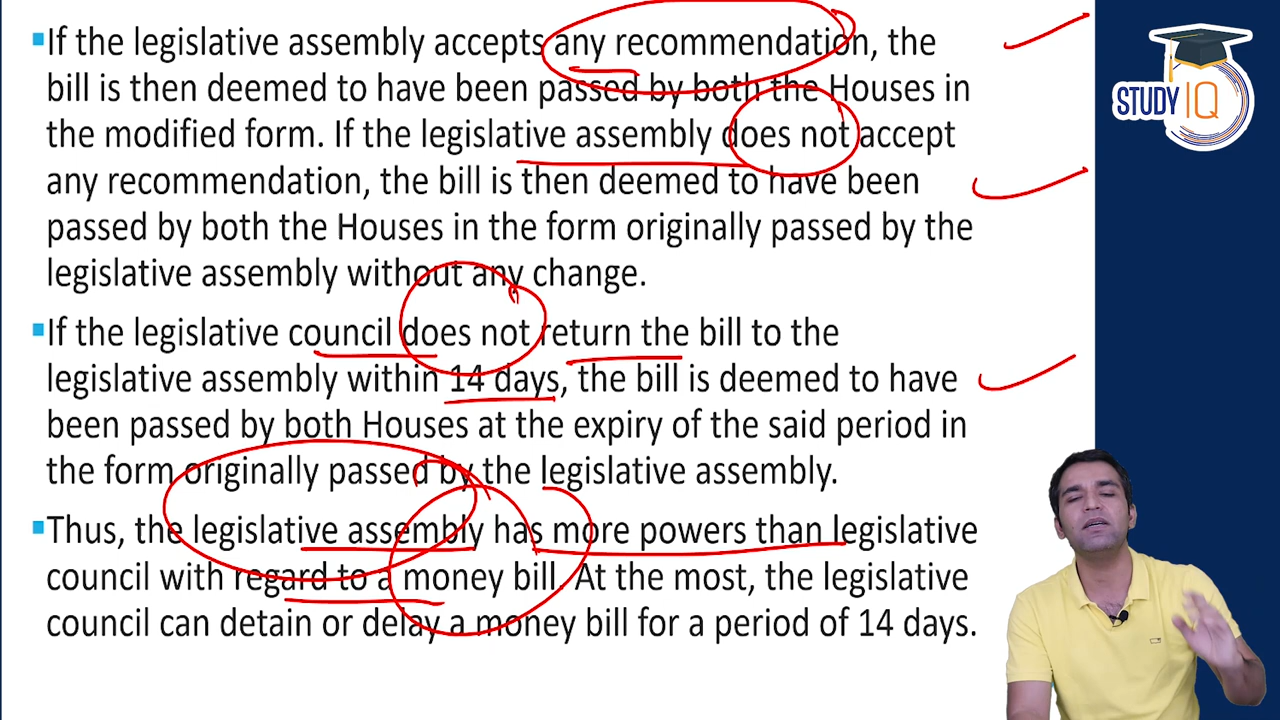 ▪If the legislative assembly accepts any recommendation, the
bill is then deemed to have been passed by both the Houses in
the modified form. If the legislative assembly does not accept
any recommendation, the bill is then deemed to have been
passed by both the Houses in the form originally passed by the
legislative assembly without any change.
▪If the legislative council does not return the bill to the
legislative assembly within 14 days, the bill is deemed to have
been passed by both Houses at the expiry of the said period in
the form originally passed by the legislative assembly.
▪Thus, the legislative assembly has more powers than legislative
council with regard to a money bill. At the most, the legislative
council can detain or delay a money bill for a period of 14 days.
STUDY IQ